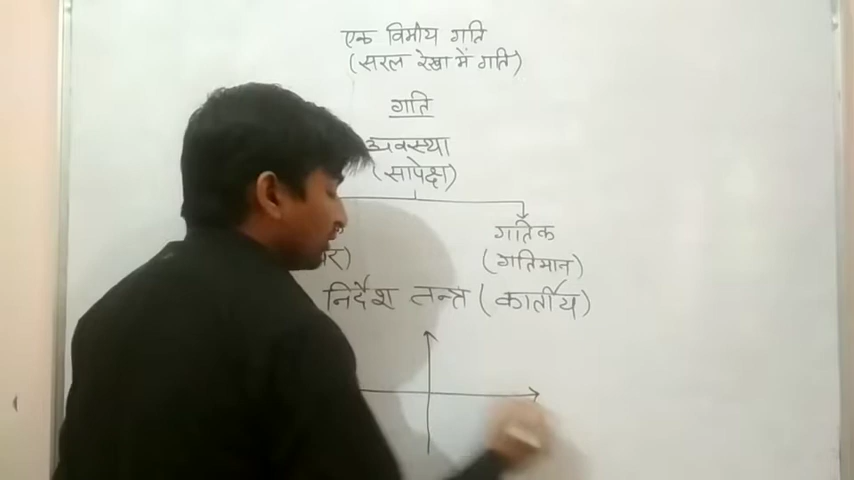 एक विमीय गति
(सरल रेखा में गति)
गति
अवस्था
(सापेक्ष)
गतिक
(गतिमान)
निर्देश तन्त्र (कार्तीय)